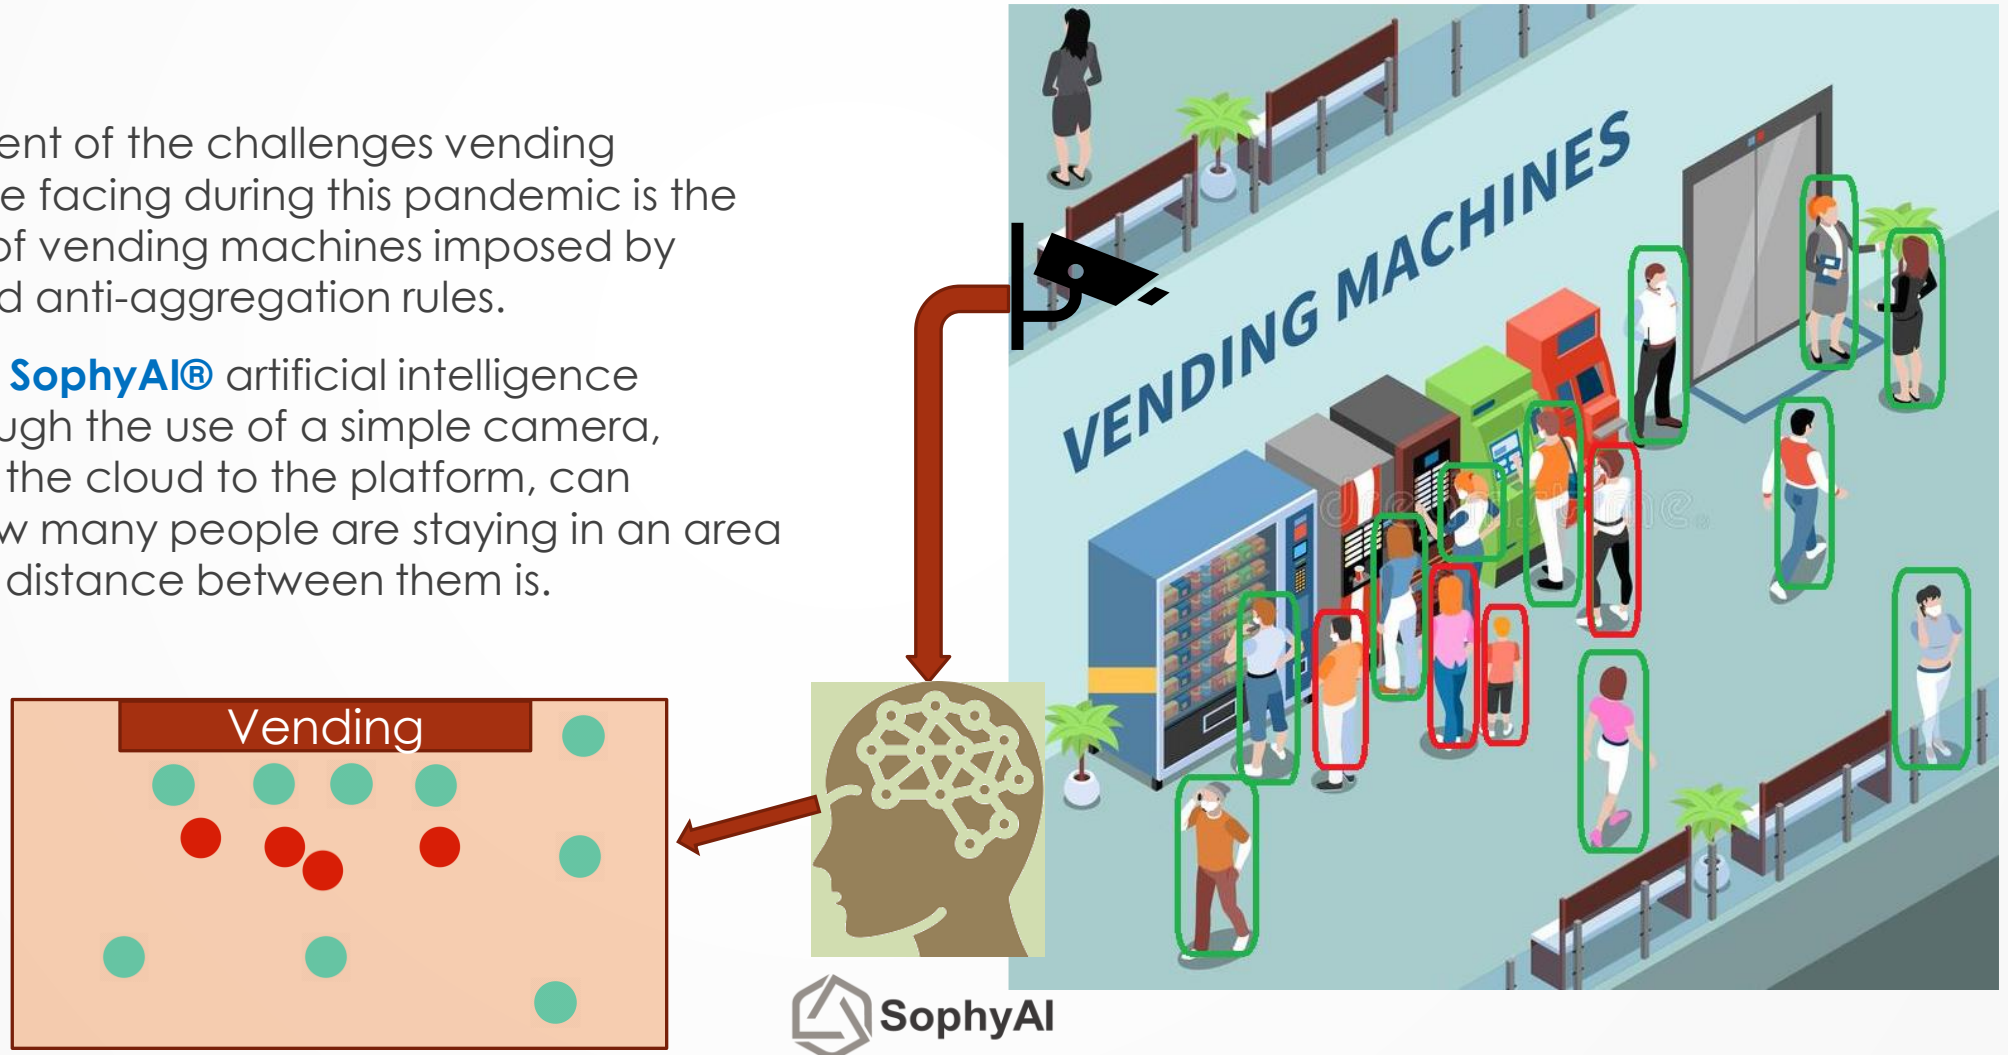 ent of the challenges vending
e facing during this pandemic is the
of vending machines imposed by
d anti-aggregation rules.
SophyAI® artificial intelligence
ugh the use of a simple camera,
the cloud to the platform, can
w many people are staying in an area
distance between them is.
Vending
VENDING MACHINES
dreamstime.
SophyAI